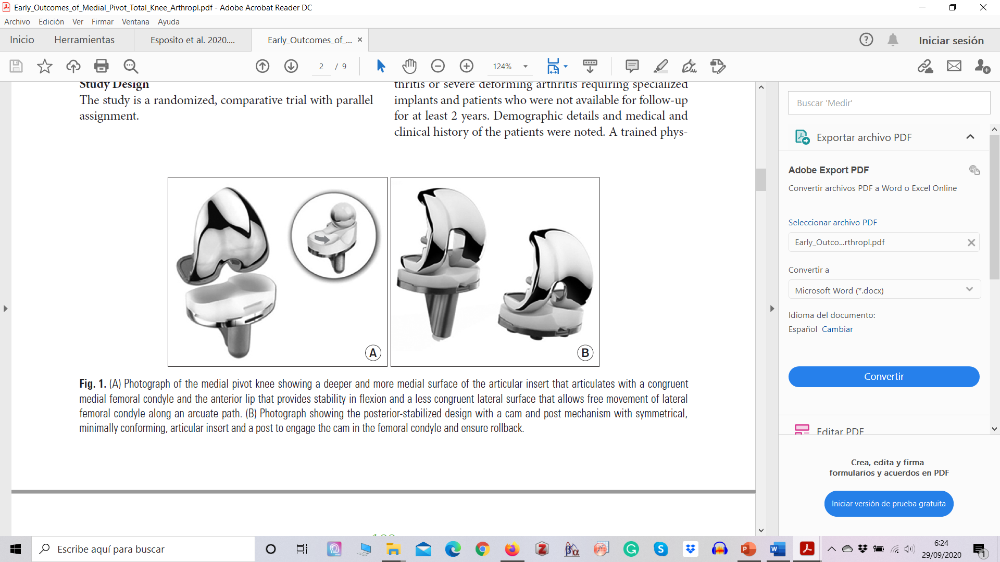 Early_Outcomes_of_Medial_Pivot_Total_Knee_Arthropl.pdf - Adobe Acrobat Reader DC
Archivo Edición Ver Firmar Ventana Ayuda
Inicio Herramientas Esposito et al. 2020.... Early_Outcomes_of_... × Iniciar sesión
2 / 9 124%
Study Design
The study is a randomized, comparative trial with parallel
assignment.
thritis or severe deforming arthritis requiring specialized
implants and patients who were not available for follow-up
for at least 2 years. Demographic details and medical and
clinical history of the patients were noted. A trained phys-
A
B
Fig. 1. (A) Photograph of the medial pivot knee showing a deeper and more medial surface of the articular insert that articulates with a congruent
medial femoral condyle and the anterior lip that provides stability in flexion and a less congruent lateral surface that allows free movement of lateral
femoral condyle along an arcuate path. (B) Photograph showing the posterior-stabilized design with a cam and post mechanism with symmetrical,
minimally conforming, articular insert and a post to engage the cam in the femoral condyle and ensure rollback.
Buscar 'Medir'
Exportar archivo PDF
Adobe Export PDF
Convertir archivos PDF a Word o Excel Online
Seleccionar archivo PDF
Early_Outco...rthropl.pdf
Convertir a
Microsoft Word (*.docx)
Idioma del documento:
Español Cambiar
Convertir
Editar PDF
Crea, edita y firma
formularios y acuerdos en PDF
Iniciar versión de prueba gratuita
Escribe aquí para buscar
6:24
29/09/2020
1